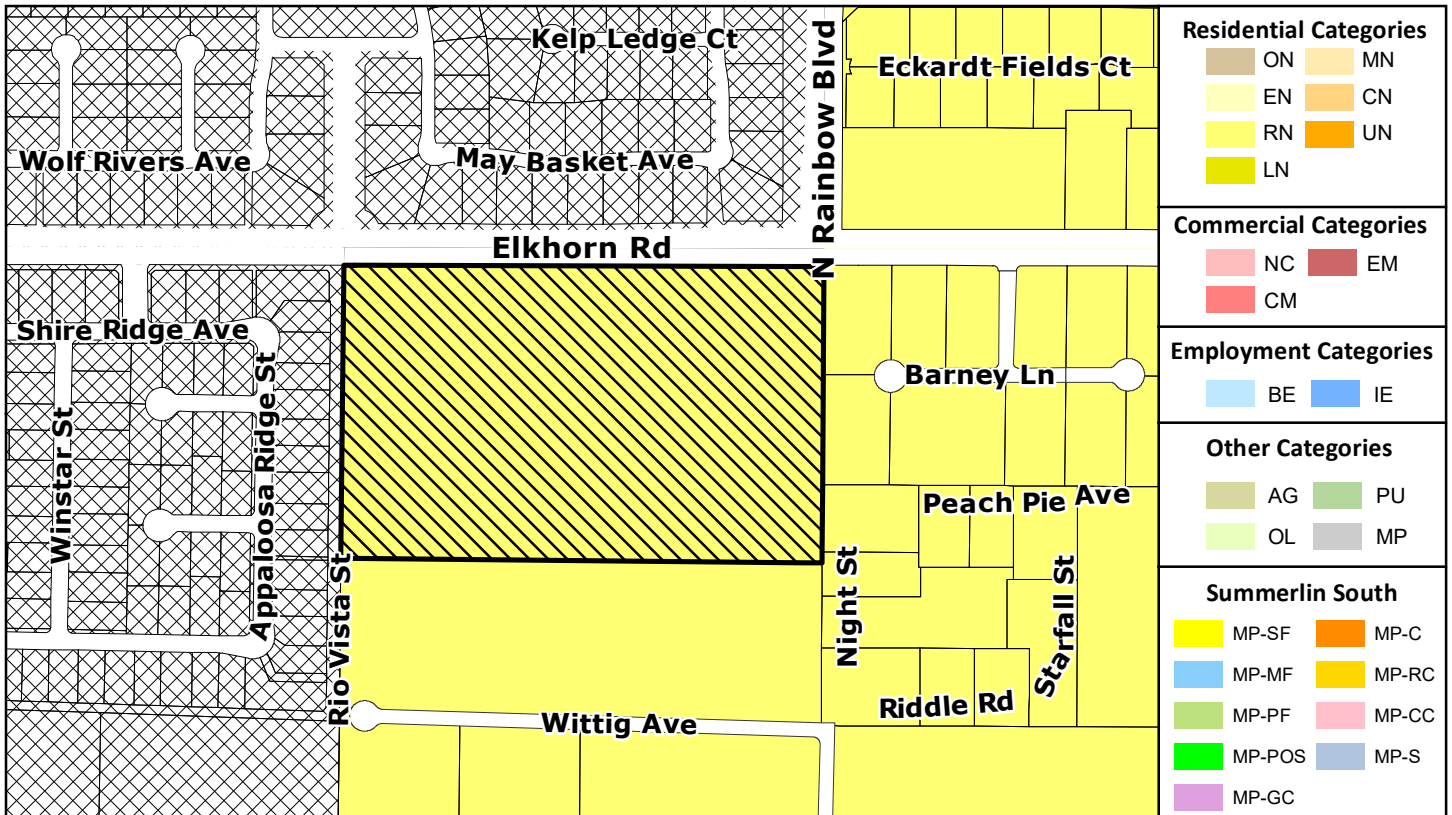 Kelp Ledge Ct
Eckardt Fields Ct
N Rainbow Blvd
Wolf Rivers Ave
May Basket Ave
Elkhorn Rd
Shire Ridge Ave
Barney Ln
Winstar St
Appaloosa Ridge St
Peach Pie Ave
Rio Vista St
Night St
Starfall St
Riddle Rd
Wittig Ave
Residential Categories
ON MN
EN CN
RN UN
LN
Commercial Categories
NC EM
CM
Employment Categories
BE IE
Other Categories
AG PU
OL MP
Summerlin South
MP-SF MP-C
MP-MF MP-RC
MP-PF MP-CC
MP-POS MP-S
MP-GC